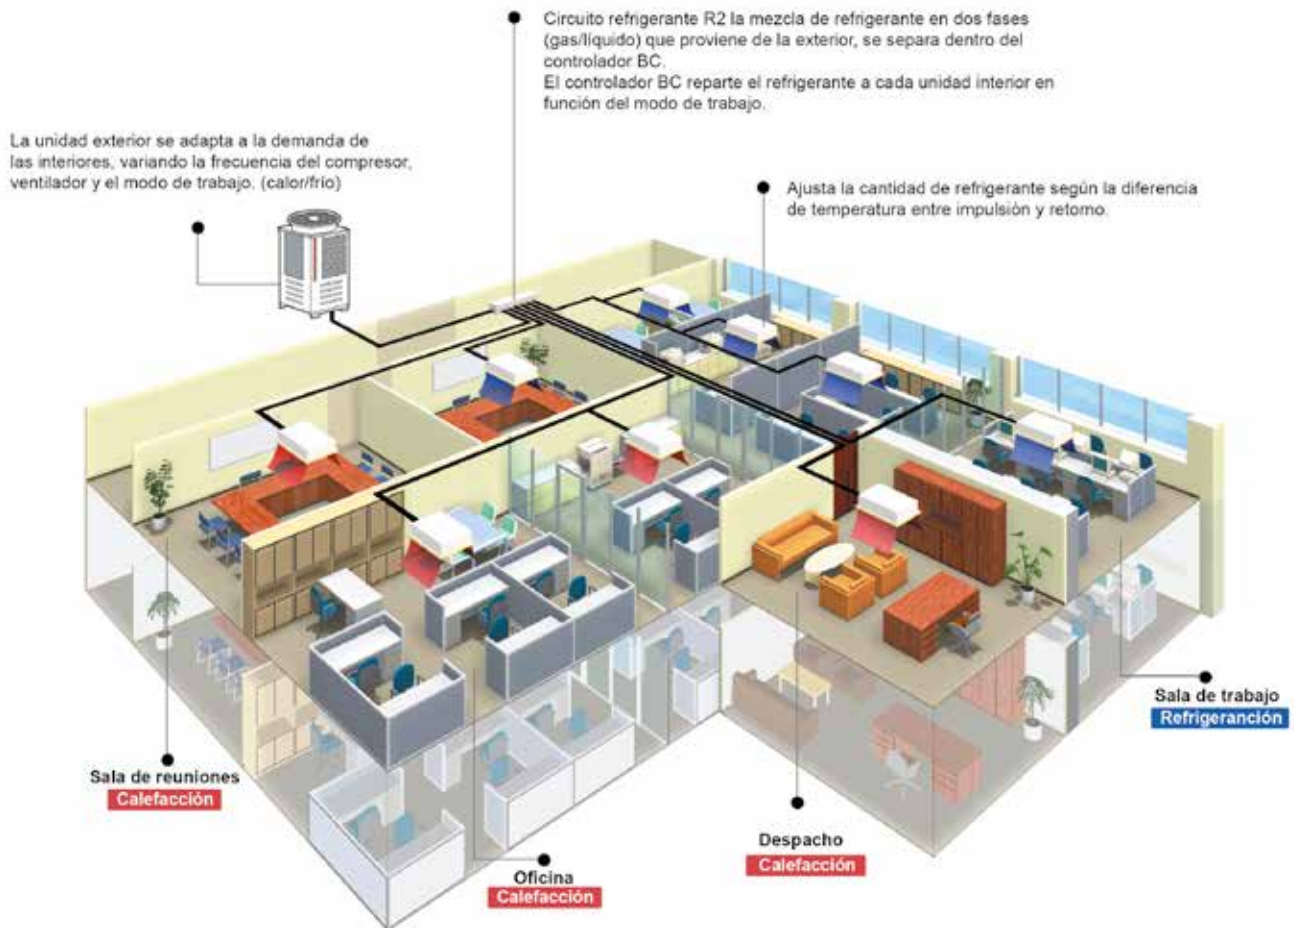 Circuito refrigerante R2 la mezcla de refrigerante en dos fases
(gas/líquido) que proviene de la exterior, se separa dentro del
controlador BC.
El controlador BC reparte el refrigerante a cada unidad interior en
función del modo de trabajo.
La unidad exterior se adapta a la demanda de
las interiores, variando la frecuencia del compresor,
ventilador y el modo de trabajo. (calor/frío)
Ajusta la cantidad de refrigerante según la diferencia
de temperatura entre impulsión y retorno.
Sala de trabajo
Refrigeranción
Sala de reuniones
Calefacción
Despacho
Calefacción
Oficina
Calefacción